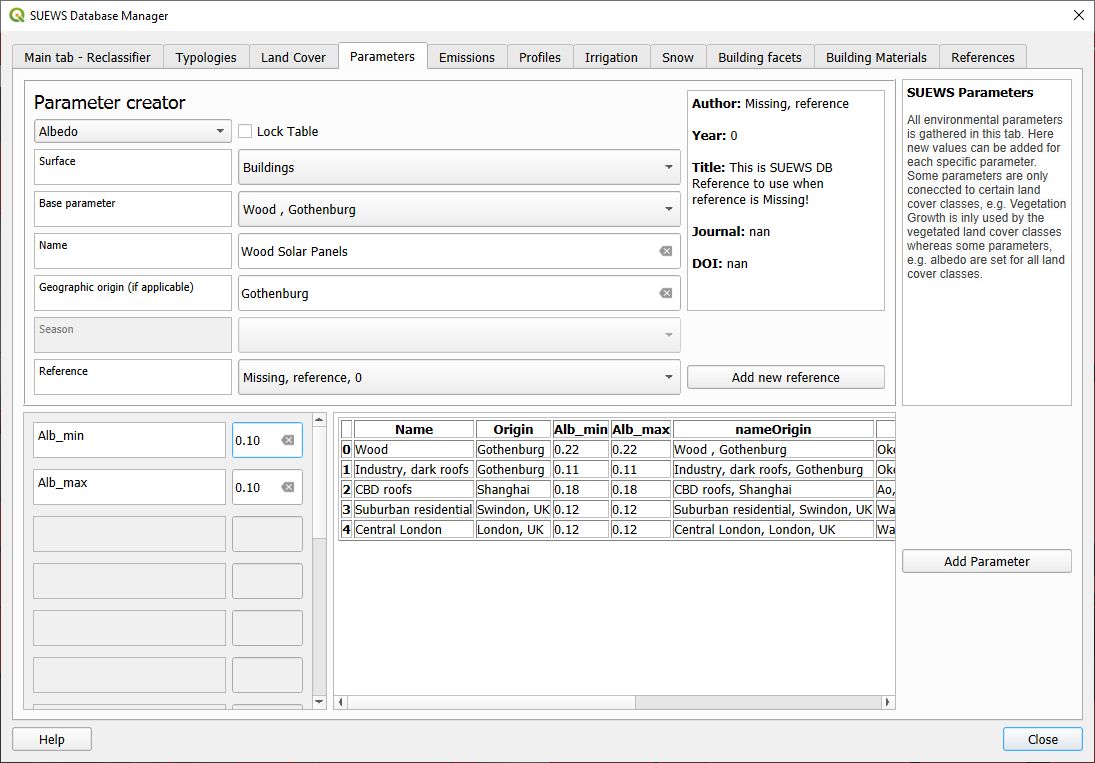 SUEWS Database Manager
Main tab - Reclassifier Typologies Land Cover Parameters Emissions Profiles Irrigation Snow Building facets Building Materials References
Parameter creator
Albedo Lock Table
Surface Buildings
Base parameter Wood , Gothenburg
Name Wood Solar Panels
Geographic origin (if applicable) Gothenburg
Season
Reference Missing, reference, 0
Author: Missing, reference
Year: 0
Title: This is SUEWS DB
Reference to use when
reference is Missing!
Journal: nan
DOI: nan
Add new reference
SUEWS Parameters
All environmental parameters
is gathered in this tab. Here
new values can be added for
each specific parameter.
Some parameters are only
coneccted to certain land
cover classes, e.g. Vegetation
Growth is inly used by the
vegetated land cover classes
whereas some parameters,
e.g. albedo are set for all land
cover classes.
Alb_min 0.10
Alb_max 0.10
Name Origin Alb_min Alb_max nameOrigin
0 Wood Gothenburg 0.22 0.22 Wood , Gothenburg Oke
1 Industry, dark roofs Gothenburg 0.11 0.11 Industry, dark roofs, Gothenburg Oke
2 CBD roofs Shanghai 0.18 0.18 CBD roofs, Shanghai Ao,
3 Suburban residential Swindon, UK 0.12 0.12 Suburban residential, Swindon, UK Wa
4 Central London London, UK 0.12 0.12 Central London, London, UK Wa
Add Parameter
Help Close